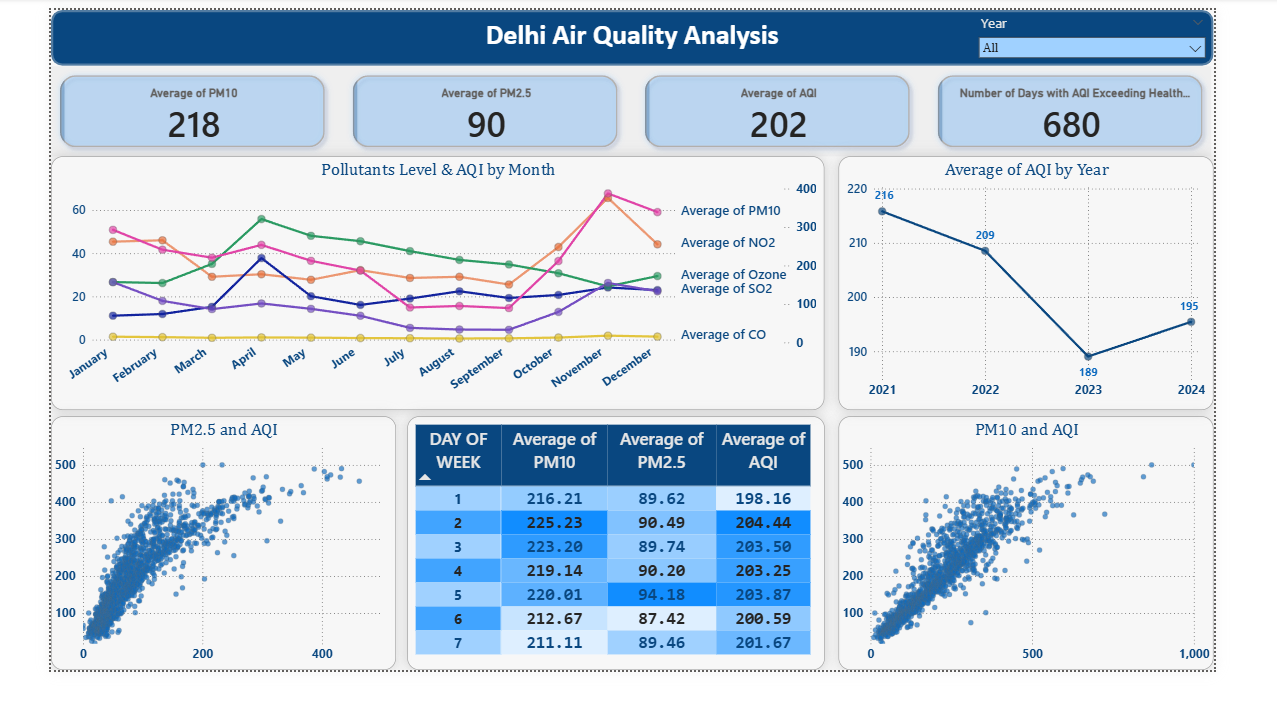 Delhi Air Quality Analysis
Year
All
Average of PM10
218
Average of PM2.5
90
Average of AQI
202
Number of Days with AQI Exceeding Health...
680
Pollutants Level & AQI by Month
60
40
20
0
400
300
200
100
0
Average of PM10
Average of NO2
Average of Ozone
Average of SO2
Average of CO
January
February
March
April
May
June
July
August
September
October
November
December
Average of AQI by Year
220
210
200
190
216
209
189
195
2021
2022
2023
2024
PM2.5 and AQI
500
400
300
200
100
0
200
400
DAY OF WEEK Average of PM10 Average of PM2.5 Average of AQI
1 216.21 89.62 198.16
2 225.23 90.49 204.44
3 223.20 89.74 203.50
4 219.14 90.20 203.25
5 220.01 94.18 203.87
6 212.67 87.42 200.59
7 211.11 89.46 201.67
PM10 and AQI
500
400
300
200
100
0
500
1,000